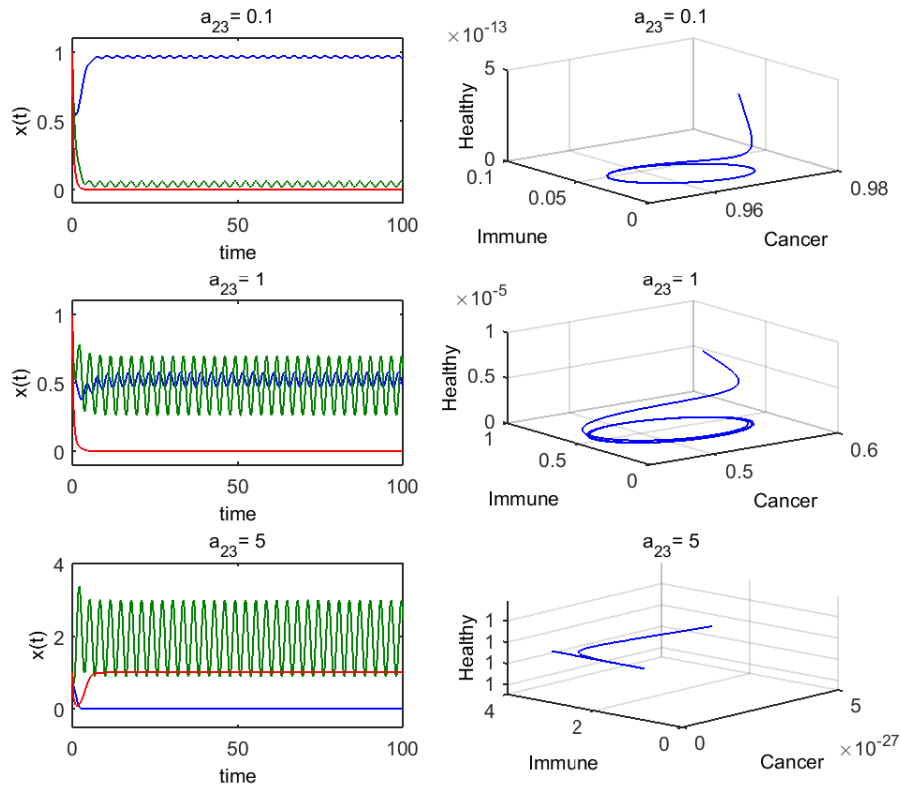 a23= 0.1
x(t)
1
0.5
0
0
50
100
time
a23= 0.1
×10-13
Healthy
5
0
0.1
0.05
0
0.96
0.98
Immune
Cancer
a23= 1
x(t)
1
0.5
0
0
50
100
time
a23= 1
×10-5
Healthy
1
0.5
0
1
0.5
0
0.5
0.6
Immune
Cancer
a23= 5
x(t)
4
2
0
0
50
100
time
a23= 5
Healthy
1
1
1
1
4
2
0
0
5
×10-27
Immune
Cancer